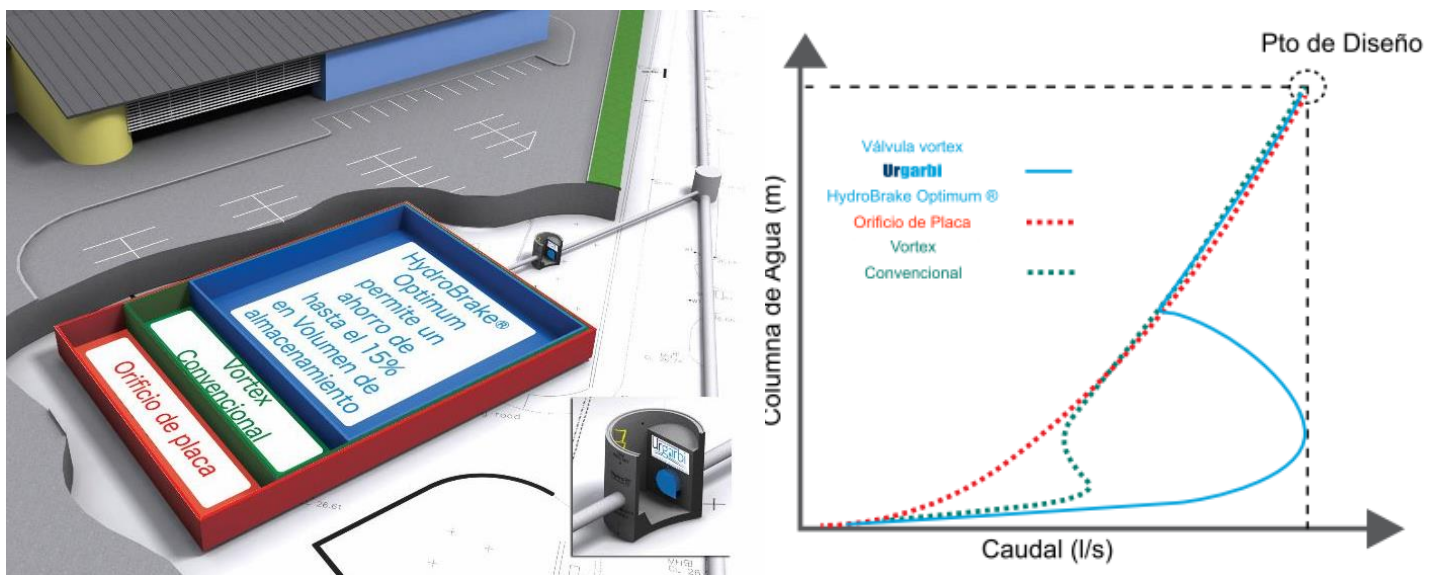 HydroBrake®
Optimum
permite un
ahorro de
hasta el 15%
en Volumen de
almacenamiento
Vortex
Convencional
Orificio de placa
Urgarbi
Pto de Diseño
Válvula vortex
Urgarbi
HydroBrake Optimum ®
Orificio de Placa
Vortex
Convencional
Columna de Agua (m)
Caudal (l/s)